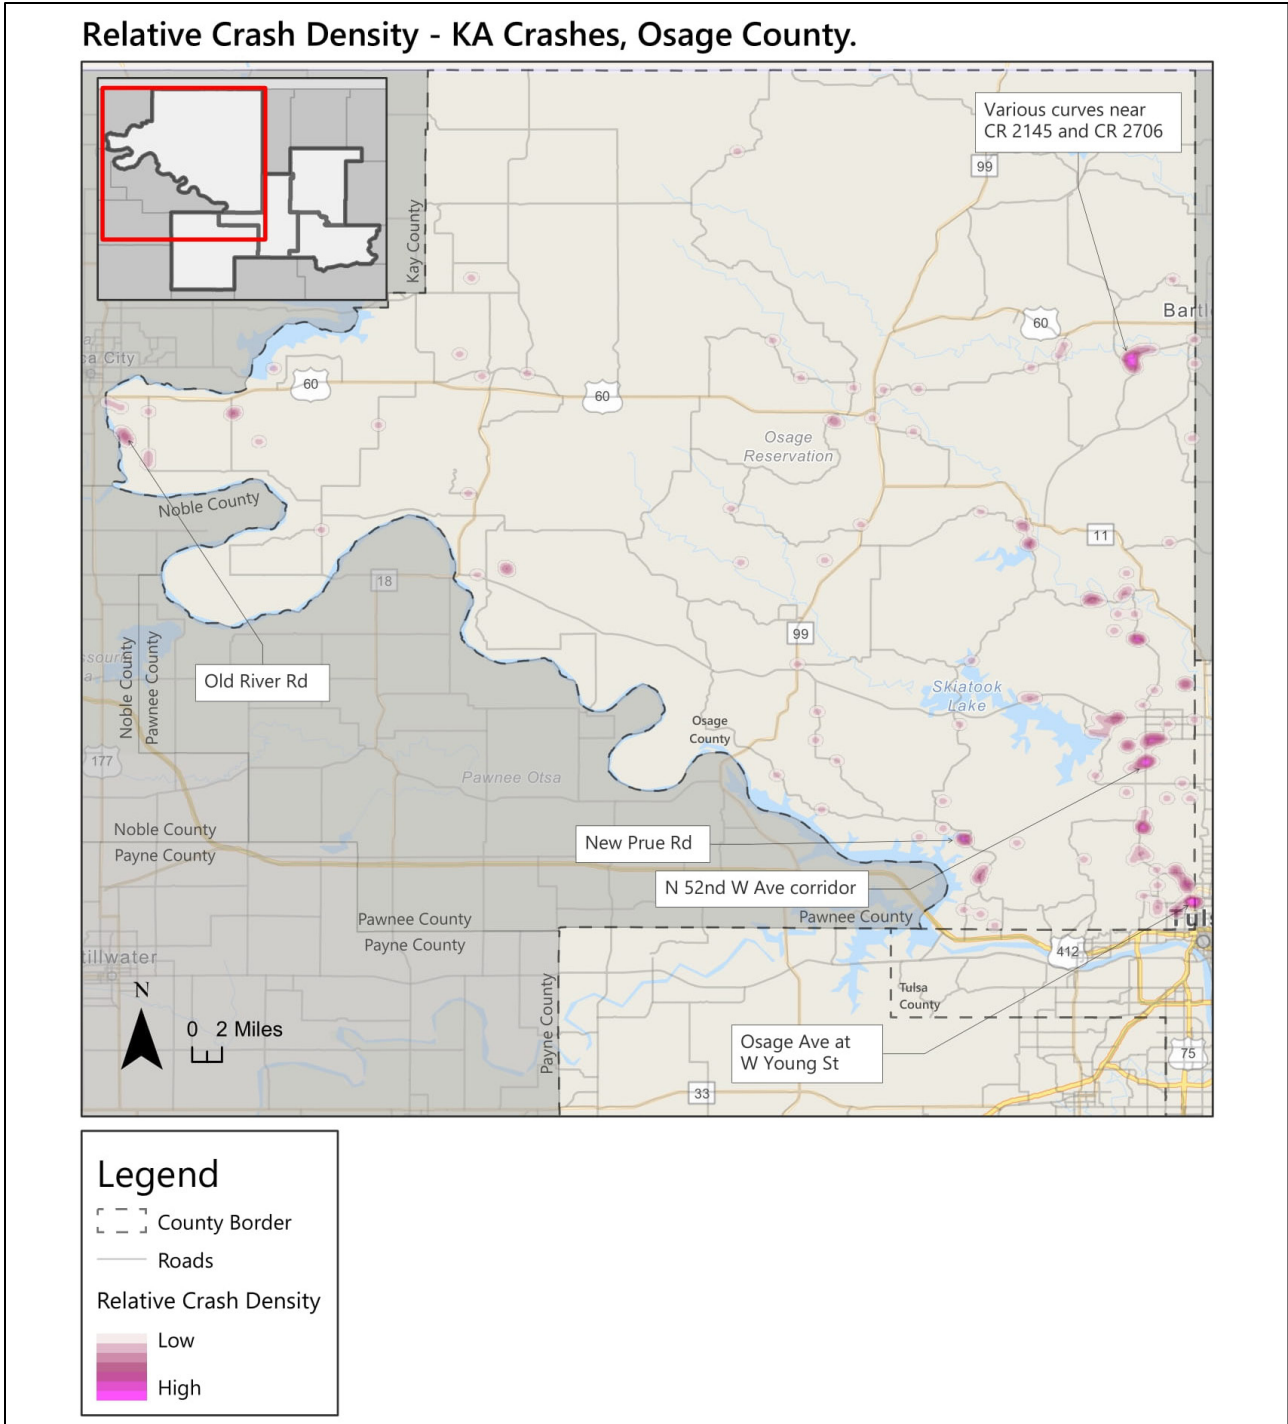 Relative Crash Density - KA Crashes, Osage County.
Various curves near
CR 2145 and CR 2706
99
Kay County
60
Bartl
ca City
60
60
Osage
Reservation
Noble County
11
18
99
Noble County
Pawnee County
Old River Rd
Skiatook
Lake
Osage
County
177
Pawnee Otsa
Noble County
Payne County
New Prue Rd
N 52nd W Ave corridor
Pawnee County
Pawnee County
Payne County
Tuls
412
tillwater
Payne County
Tulsa
County
N
0 2 Miles
Osage Ave at
W Young St
75
33
Legend
County Border
Roads
Relative Crash Density
Low
High